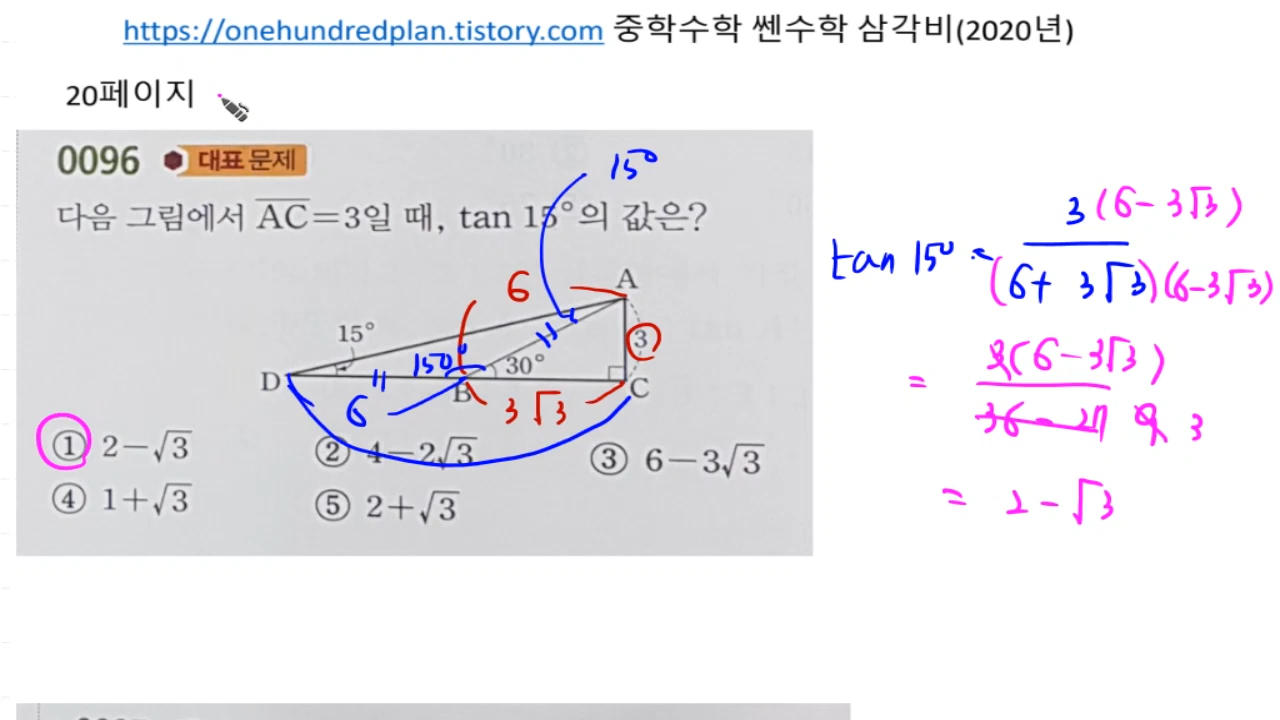 https://onehundredplan.tistory.com 중학수학 쎈수학 삼각비(2020년)
20페이지
0096 대표 문제
다음 그림에서 AC=3일 때, tan 15°의 값은?
15°
6
A
15°
150°
30°
3
D
6
B
3√3
C
① 2-√3
② 4-2√3
③ 6-3√3
④ 1+√3
⑤ 2+√3
tan 15° = 3(6-3√3) / (6+3√3)(6-3√3)
= 3(6-3√3) / 36-27 9 3
= 2-√3